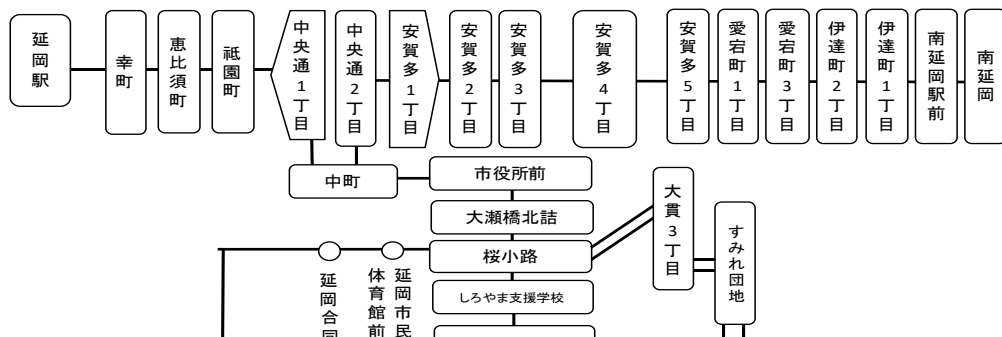 延岡駅
幸町
恵比須町
祗園町
中央通1丁目
中央通2丁目
安賀多1丁目
安賀多2丁目
安賀多3丁目
安賀多4丁目
安賀多5丁目
愛宕町1丁目
愛宕町3丁目
伊達町2丁目
伊達町1丁目
南延岡駅前
南延岡
中町
市役所前
大瀬橋北詰
桜小路
しろやま支援学校
大貫3丁目
すみれ団地
延岡市民
体育館前
延岡合同